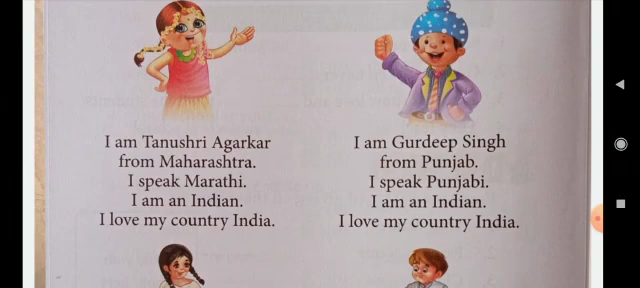 I am Tanushri Agarkar
from Maharashtra.
I speak Marathi.
I am an Indian.
I love my country India.
I am Gurdeep Singh
from Punjab.
I speak Punjabi.
I am an Indian.
I love my country India.